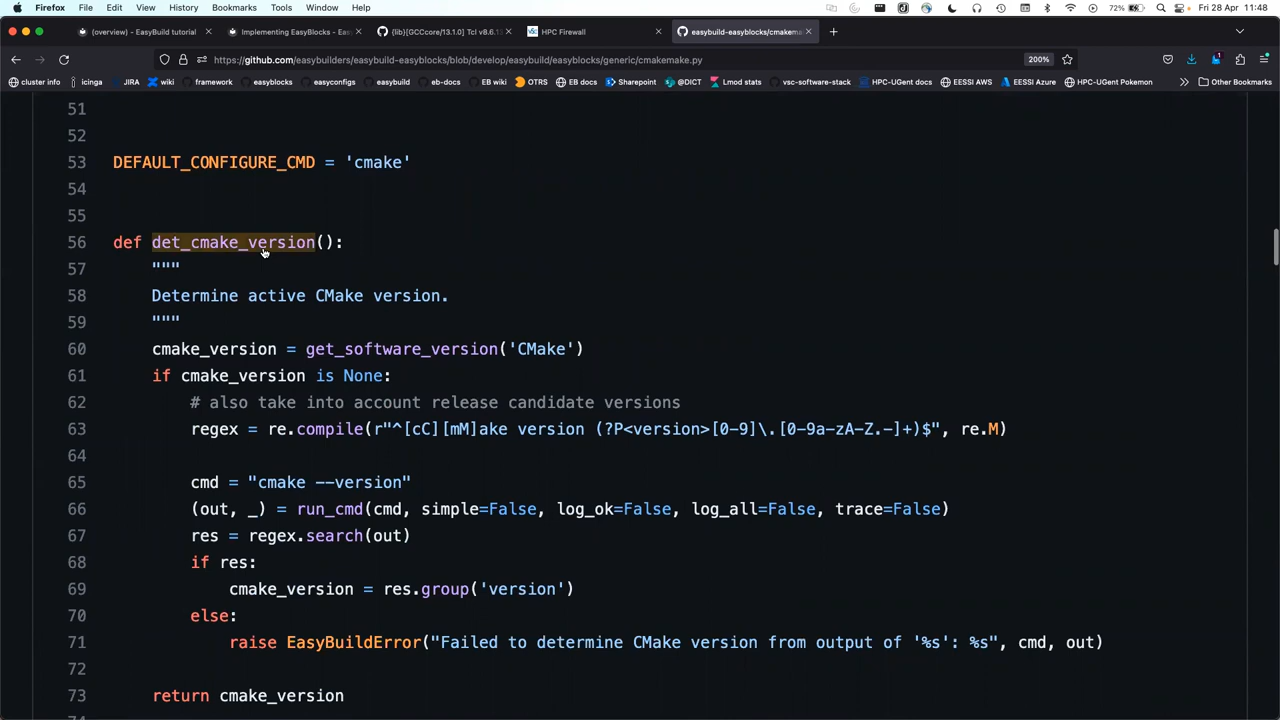 Firefox File Edit View History Bookmarks Tools Window Help 72% Fri 28 Apr 11:48
(overview) - EasyBuild tutorial Implementing EasyBlocks - Eas {lib}[GCCcore/13.1.0] Tcl v8.6.13 HPC Firewall easybuild-easyblocks/cmakema
https://github.com/easybuilders/easybuild-easyblocks/blob/develop/easybuild/easyblocks/generic/cmakemake.py 200%
cluster info icinga JIRA wiki framework easyblocks easyconfigs easybuild eb-docs EB wiki OTRS EB docs Sharepoint @DICT Lmod stats vsc-software-stack HPC-UGent docs EESSI AWS EESSI Azure HPC-UGent Pokemon Other Bookmarks
51
52
53 DEFAULT_CONFIGURE_CMD = 'cmake'
54
55
56 def det_cmake_version():
57 """
58 Determine active CMake version.
59 """
60 cmake_version = get_software_version('CMake')
61 if cmake_version is None:
62 # also take into account release candidate versions
63 regex = re.compile(r"^[cC][mM]ake version (?P<version>[0-9]\.[0-9a-zA-Z.-]+)$", re.M)
64
65 cmd = "cmake --version"
66 (out, _) = run_cmd(cmd, simple=False, log_ok=False, log_all=False, trace=False)
67 res = regex.search(out)
68 if res:
69 cmake_version = res.group('version')
70 else:
71 raise EasyBuildError("Failed to determine CMake version from output of '%s': %s", cmd, out)
72
73 return cmake_version